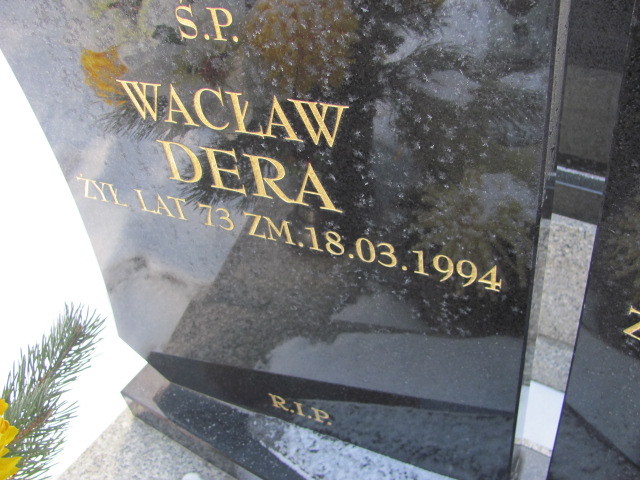 Ś.P.
WACŁAW
DERA
ŻYŁ LAT 73 ZM.18.03.1994
R.I.P.
Z